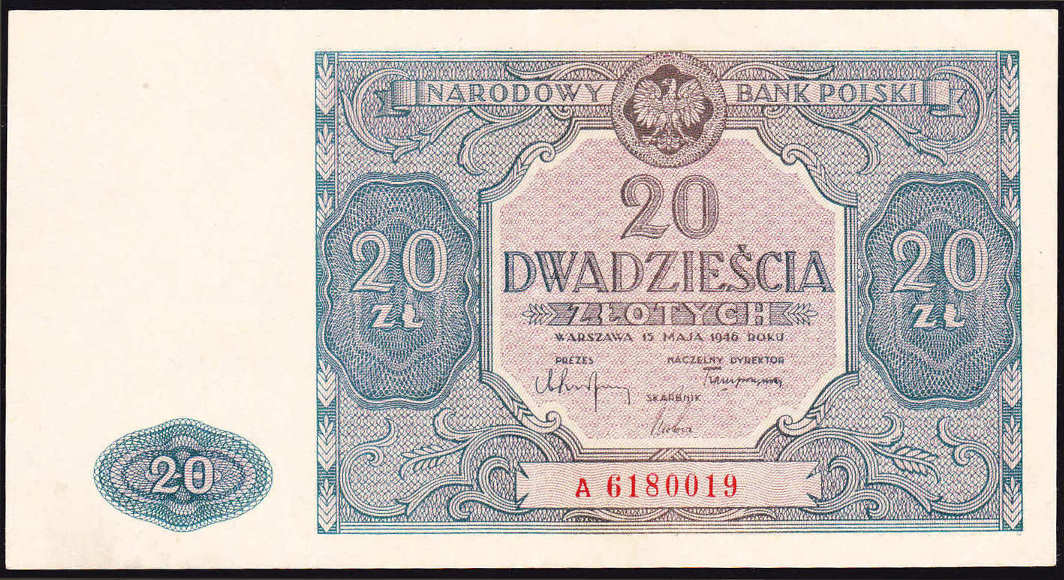 NARODOWY BANK POLSKI
20
DWADZIEŚCIA
ZŁOTYCH
WARSZAWA 15 MAJA 1946 ROKU
PREZES NACZELNY DYREKTOR
SKARBNIK
20
ZŁ
20
ZŁ
20
A 6180019